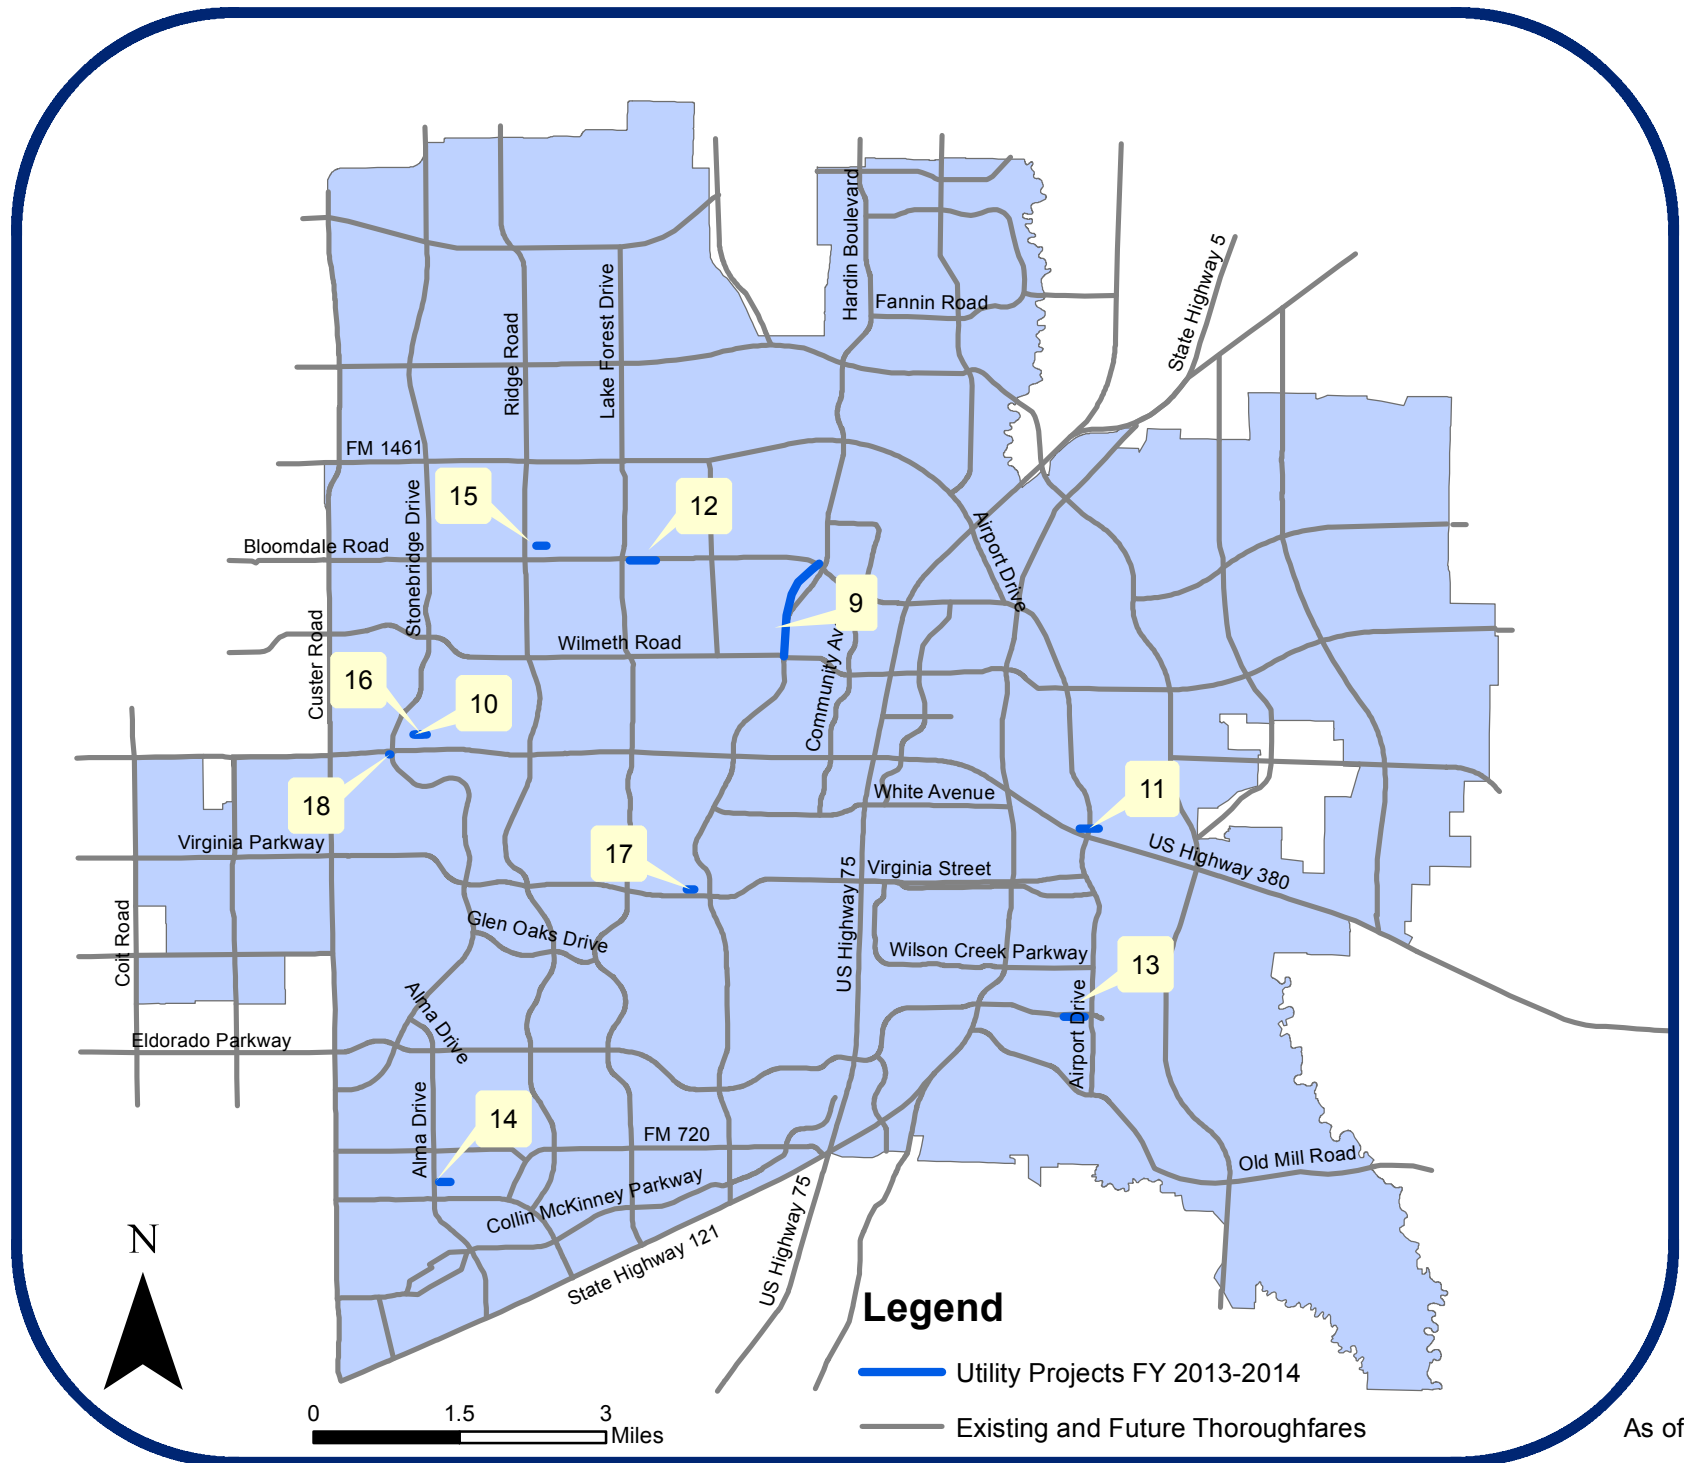 Hardin Boulevard
State Highway 5
Lake Forest Drive
Fannin Road
Ridge Road
FM 1461
15
12
Stonebridge Drive
Airport Drive
Bloomdale Road
9
Custer Road
Wilmeth Road
Community Av
16
10
18
11
White Avenue
Virginia Parkway
17
US Highway 380
Virginia Street
US Highway 75
Coit Road
Glen Oaks Drive
Wilson Creek Parkway
13
Alma Drive
Airport Drive
Eldorado Parkway
Alma Drive
14
FM 720
Old Mill Road
Collin McKinney Parkway
US Highway 75
State Highway 121
N
Legend
Utility Projects FY 2013-2014
0 1.5 3
Miles
Existing and Future Thoroughfares
As of